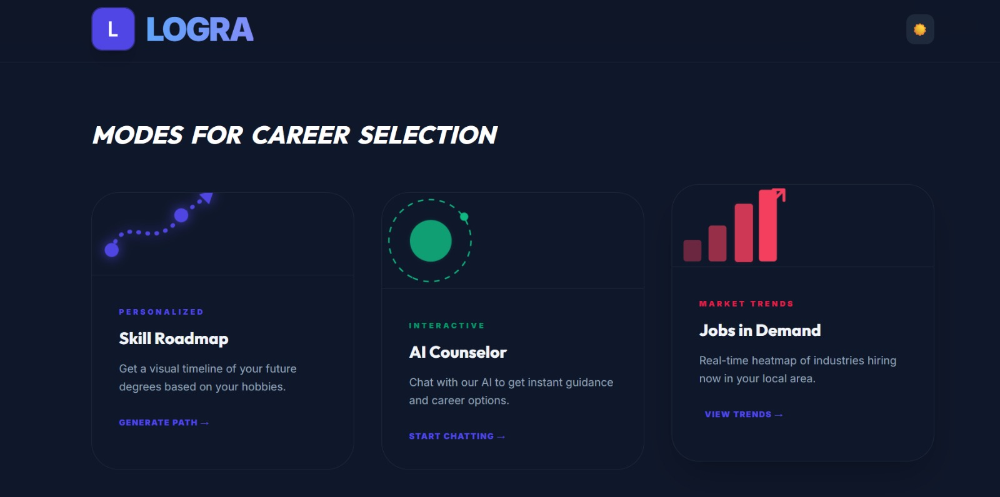 L
LOGRA
MODES FOR CAREER SELECTION
PERSONALIZED
Skill Roadmap
Get a visual timeline of your future
degrees based on your hobbies.
GENERATE PATH →
INTERACTIVE
AI Counselor
Chat with our AI to get instant guidance
and career options.
START CHATTING →
MARKET TRENDS
Jobs in Demand
Real-time heatmap of industries hiring
now in your local area.
VIEW TRENDS →